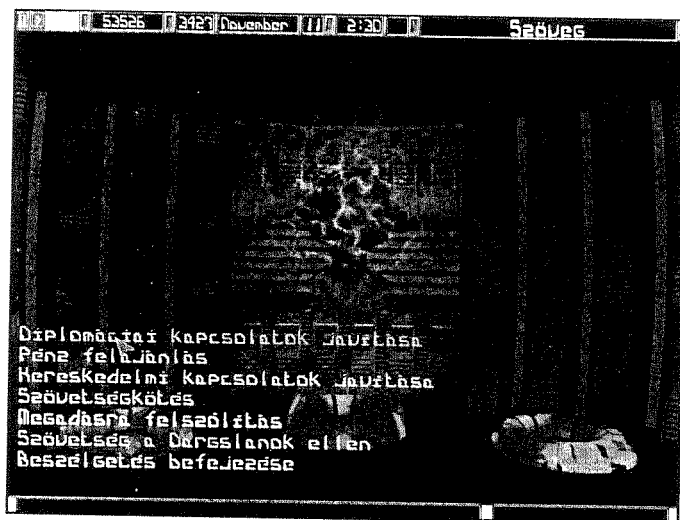 53526 3427 November 11 2:30 Szöveg
Diplomáciai kapcsolatok javítása
Pénz felajánlás
Kereskedelmi kapcsolatok javítása
Szövetségkötés
Megadásra felszólítás
Szövetség a Dargslanok ellen
Beszélgetés befejezése